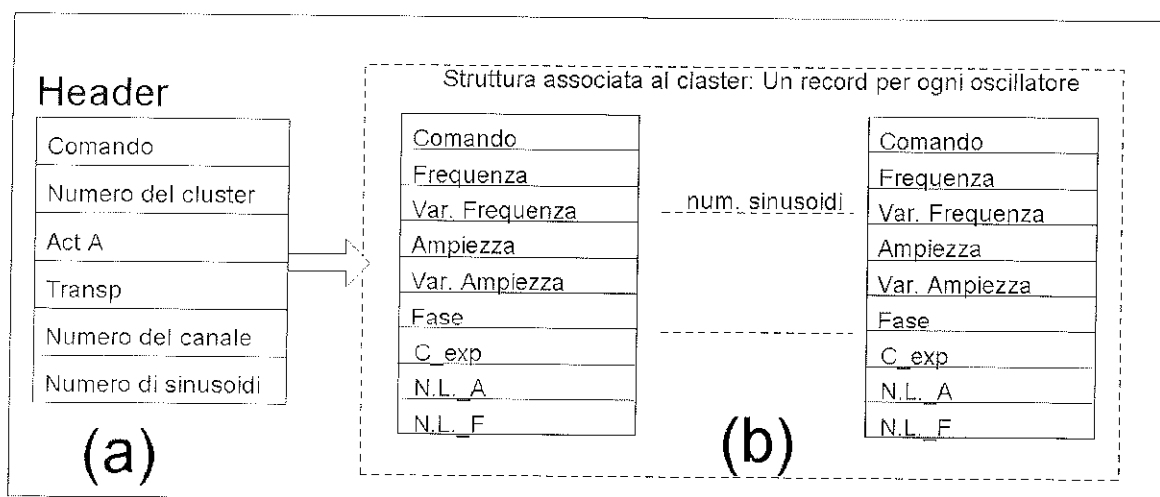 Header
Comando
Numero del cluster
Act A
Transp
Numero del canale
Numero di sinusoidi
(a)
Struttura associata al claster: Un record per ogni oscillatore
Comando
Frequenza
Var. Frequenza
Ampiezza
Var. Ampiezza
Fase
C_exp
N.L._A
N.L._F
num. sinusoidi
Comando
Frequenza
Var. Frequenza
Ampiezza
Var. Ampiezza
Fase
C_exp
N.L._A
N.L._F
(b)